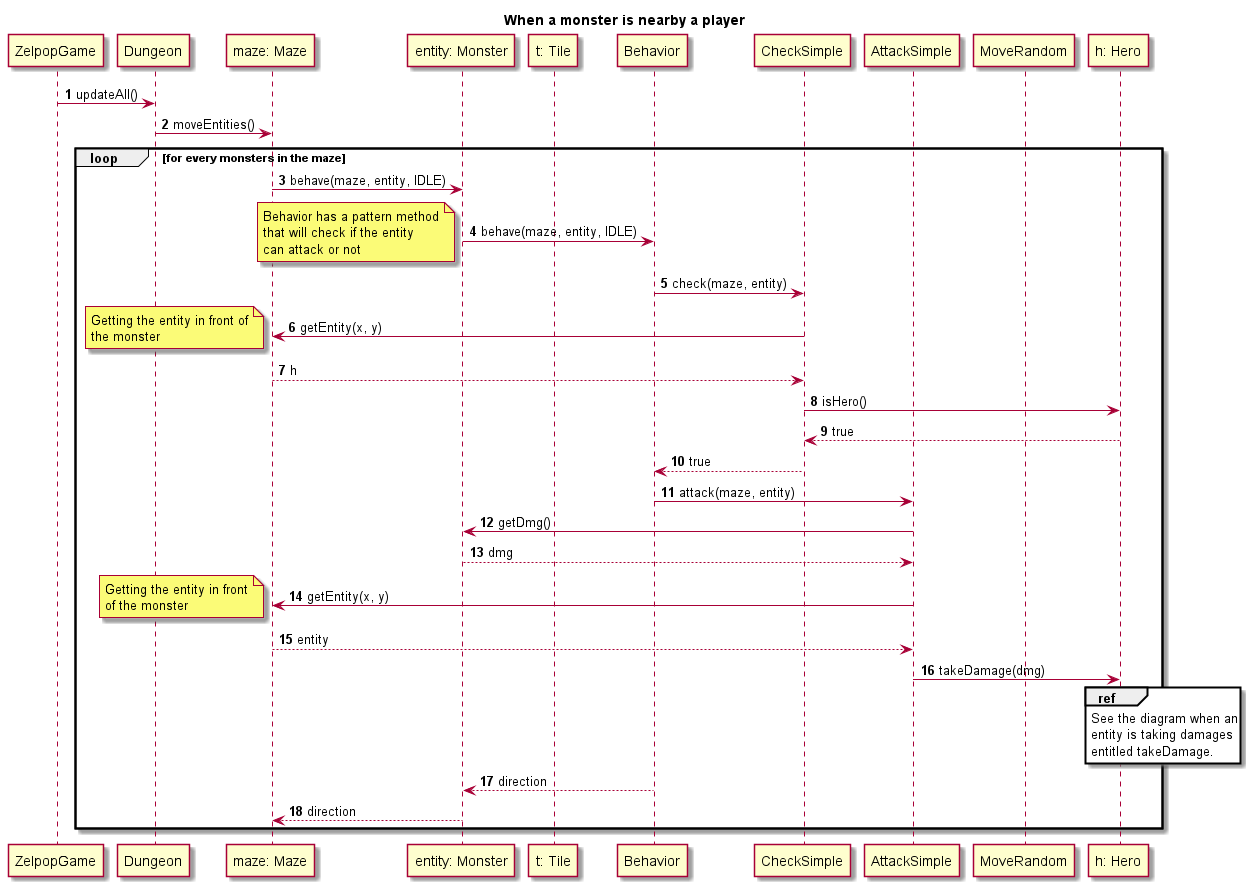 When a monster is nearby a player
ZelpopGame
Dungeon
maze: Maze
entity: Monster
t: Tile
Behavior
CheckSimple
AttackSimple
MoveRandom
h: Hero
1 updateAll()
2 moveEntities()
loop [for every monsters in the maze]
3 behave(maze, entity, IDLE)
Behavior has a pattern method
that will check if the entity
can attack or not
4 behave(maze, entity, IDLE)
5 check(maze, entity)
Getting the entity in front of
the monster
6 getEntity(x, y)
7 h
8 isHero()
9 true
10 true
11 attack(maze, entity)
12 getDmg()
13 dmg
Getting the entity in front
of the monster
14 getEntity(x, y)
15 entity
16 takeDamage(dmg)
ref
See the diagram when an
entity is taking damages
entitled takeDamage.
17 direction
18 direction
ZelpopGame
Dungeon
maze: Maze
entity: Monster
t: Tile
Behavior
CheckSimple
AttackSimple
MoveRandom
h: Hero